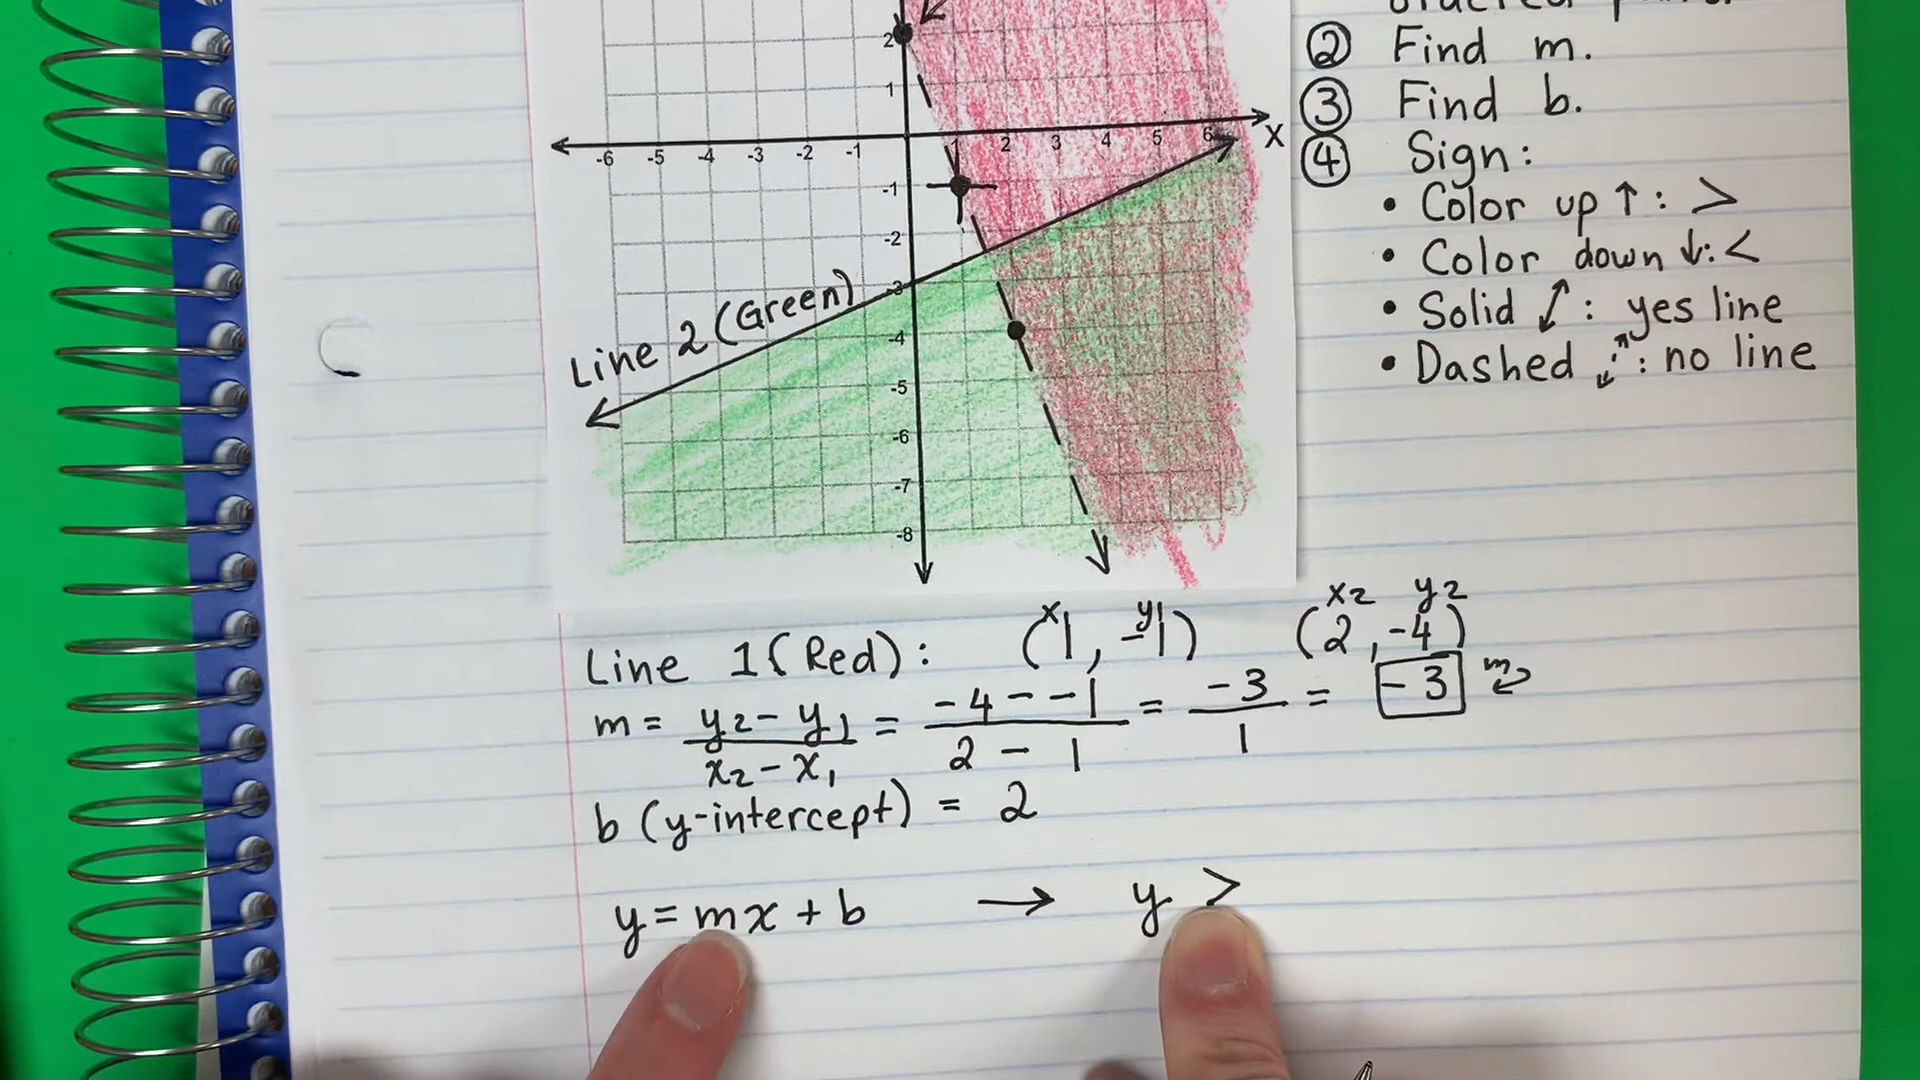 2
1
-6 -5 -4 -3 -2 -1 1 2 3 4 5 6 X
-1
-2
-3
-4
-5
-6
-7
-8
Line 2 (Green)
② Find m.
③ Find b.
④ Sign:
• Color up ↑: >
• Color down ↓: <
• Solid ↙↗: yes line
• Dashed ↙↗: no line
x y1 x2 y2
Line 1 (Red): (1, -1) (2, -4)
m = y2 - y1 / x2 - x1 = -4 - -1 / 2 - 1 = -3 / 1 = -3 m
b (y-intercept) = 2
y = mx + b → y >